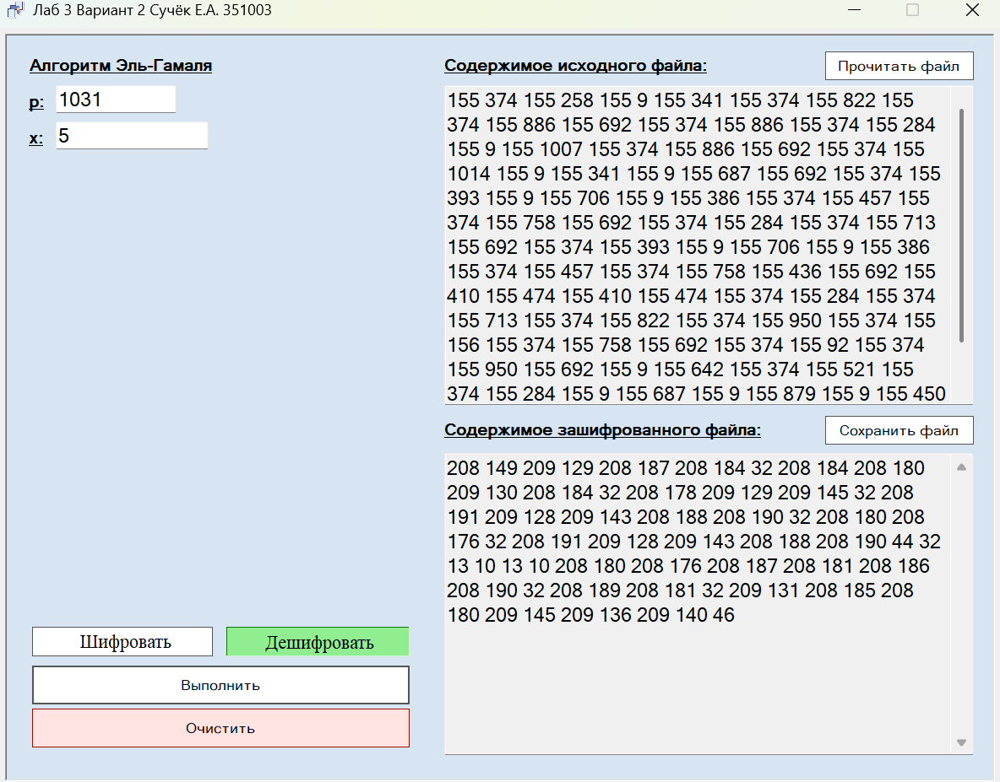 Лаб 3 Вариант 2 Сучёк Е.А. 351003
Алгоритм Эль-Гамаля
p: 1031
x: 5
Шифровать Дешифровать
Выполнить
Очистить
Содержимое исходного файла: Прочитать файл
155 374 155 258 155 9 155 341 155 374 155 822 155
374 155 886 155 692 155 374 155 886 155 374 155 284
155 9 155 1007 155 374 155 886 155 692 155 374 155
1014 155 9 155 341 155 9 155 687 155 692 155 374 155
393 155 9 155 706 155 9 155 386 155 374 155 457 155
374 155 758 155 692 155 374 155 284 155 374 155 713
155 692 155 374 155 393 155 9 155 706 155 9 155 386
155 374 155 457 155 374 155 758 155 436 155 692 155
410 155 474 155 410 155 474 155 374 155 284 155 374
155 713 155 374 155 822 155 374 155 950 155 374 155
156 155 374 155 758 155 692 155 374 155 92 155 374
155 950 155 692 155 9 155 642 155 374 155 521 155
374 155 284 155 9 155 687 155 9 155 879 155 9 155 450
Содержимое зашифрованного файла: Сохранить файл
208 149 209 129 208 187 208 184 32 208 184 208 180
209 130 208 184 32 208 178 209 129 209 145 32 208
191 209 128 209 143 208 188 208 190 32 208 180 208
176 32 208 191 209 128 209 143 208 188 208 190 44 32
13 10 13 10 208 180 208 176 208 187 208 181 208 186
208 190 32 208 189 208 181 32 209 131 208 185 208
180 209 145 209 136 209 140 46